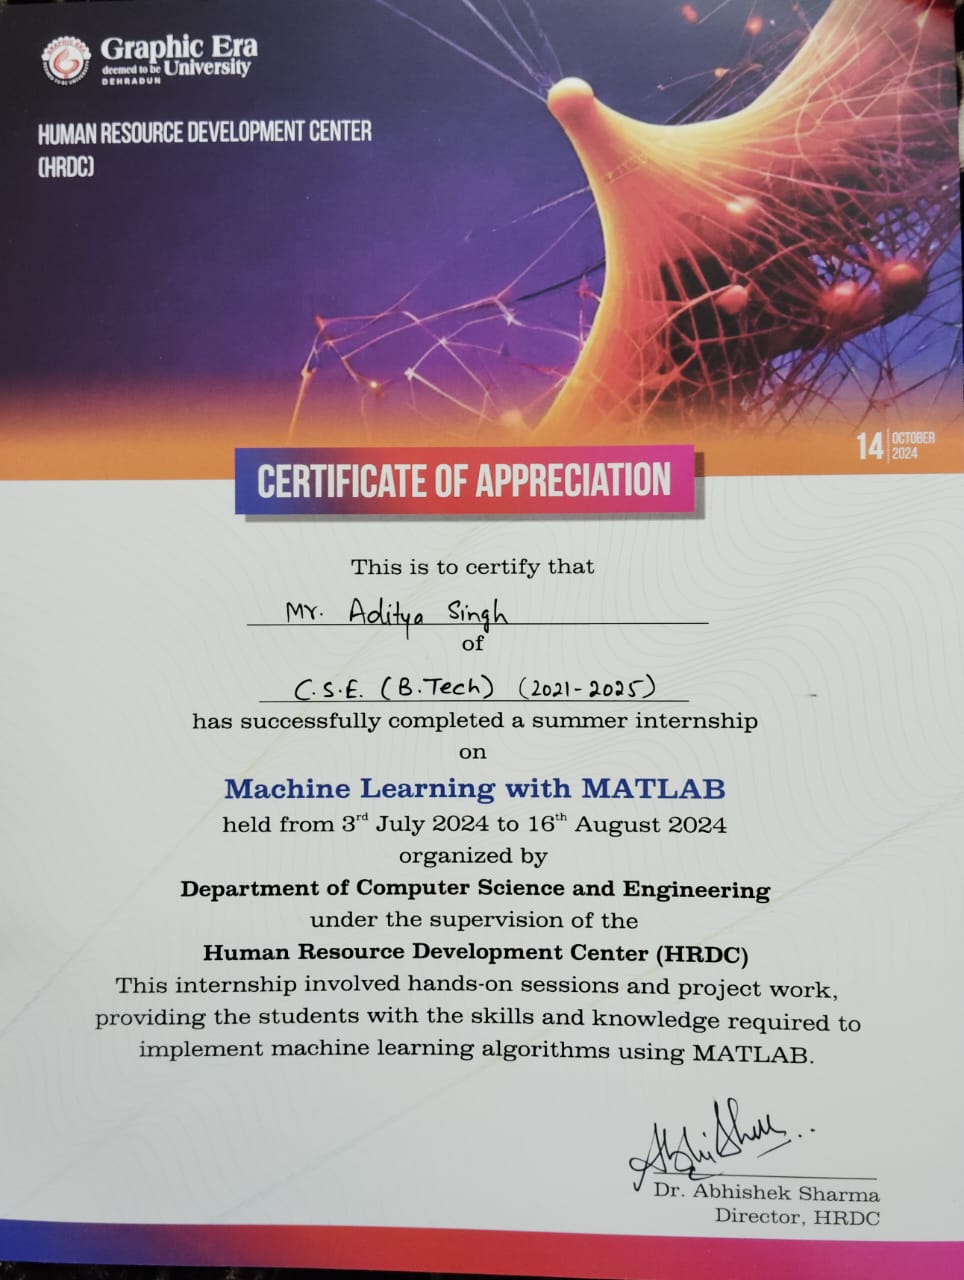 Graphic Era
deemed to be University
DEHRADUN
HUMAN RESOURCE DEVELOPMENT CENTER
(HRDC)
14 OCTOBER
2024
CERTIFICATE OF APPRECIATION
This is to certify that
Mr. Aditya Singh
of
C.S.E. (B.Tech) (2021-2025)
has successfully completed a summer internship
on
Machine Learning with MATLAB
held from 3rd July 2024 to 16th August 2024
organized by
Department of Computer Science and Engineering
under the supervision of the
Human Resource Development Center (HRDC)
This internship involved hands-on sessions and project work,
providing the students with the skills and knowledge required to
implement machine learning algorithms using MATLAB.
Dr. Abhishek Sharma
Director, HRDC